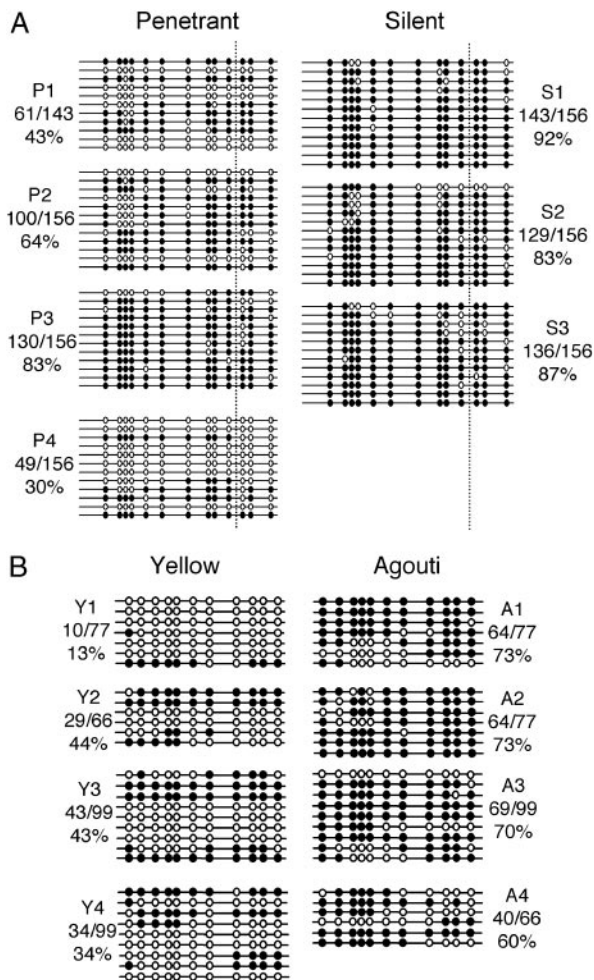 A
Penetrant
Silent
P1
61/143
43%
P2
100/156
64%
P3
130/156
83%
P4
49/156
30%
S1
143/156
92%
S2
129/156
83%
S3
136/156
87%
B
Yellow
Agouti
Y1
10/77
13%
Y2
29/66
44%
Y3
43/99
43%
Y4
34/99
34%
A1
64/77
73%
A2
64/77
73%
A3
69/99
70%
A4
40/66
60%